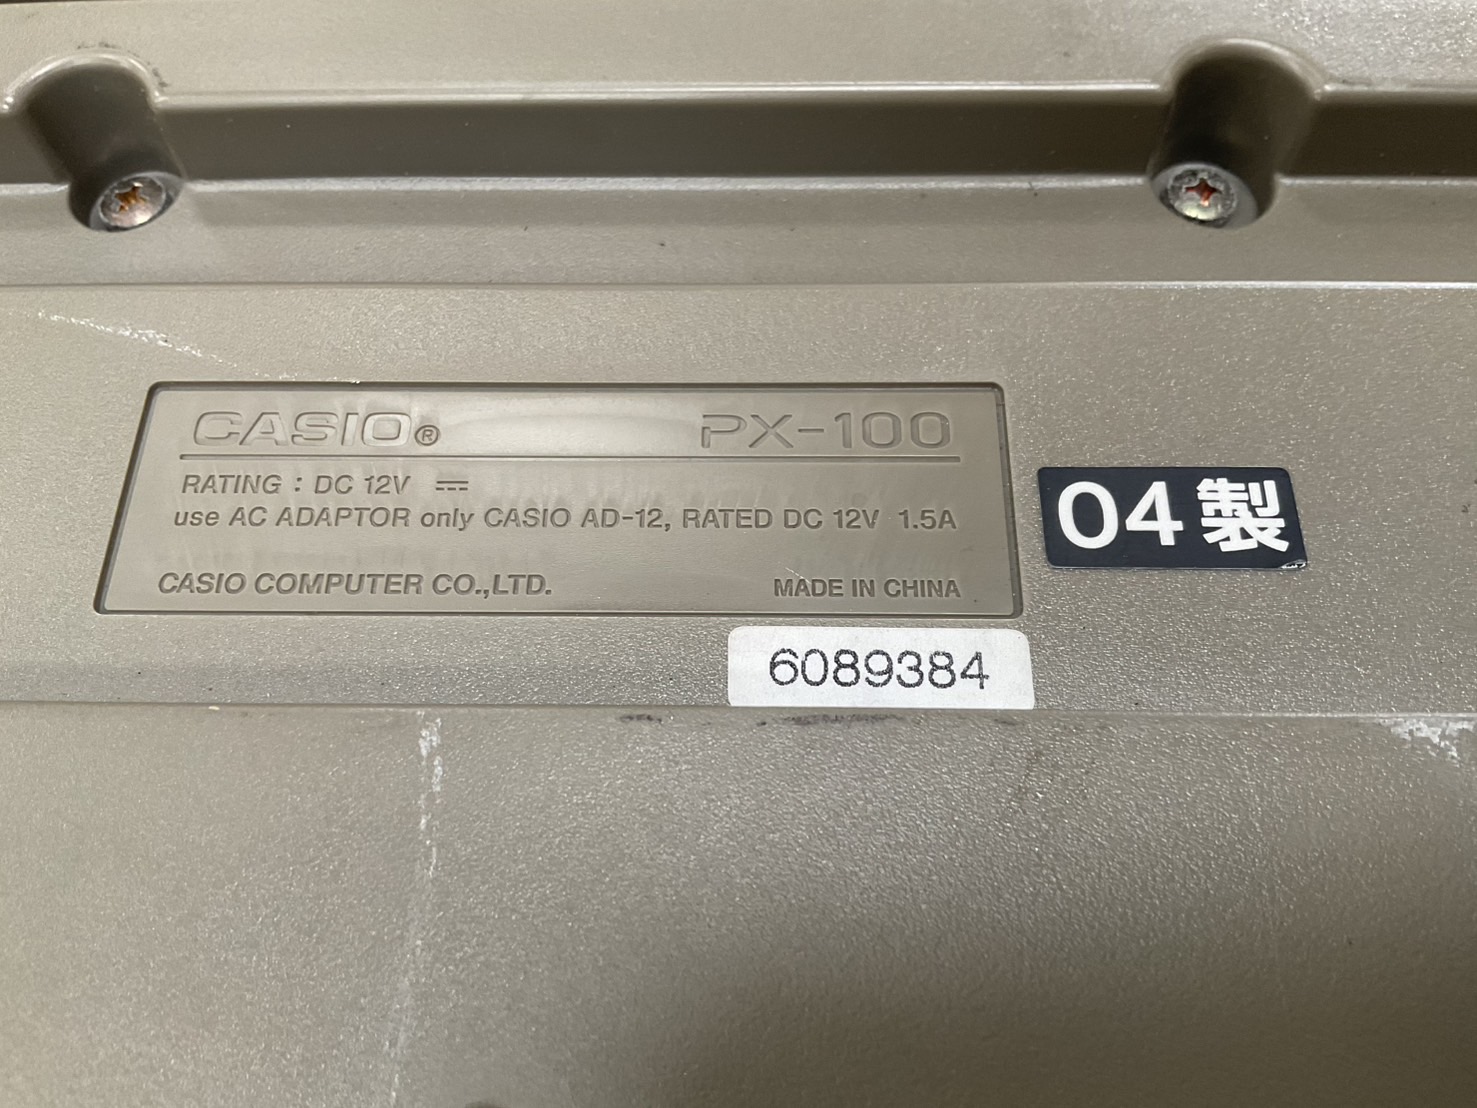 CASIO® PX-100
RATING : DC 12V ⎓
use AC ADAPTOR only CASIO AD-12, RATED DC 12V 1.5A
CASIO COMPUTER CO.,LTD. MADE IN CHINA
04製
6089384